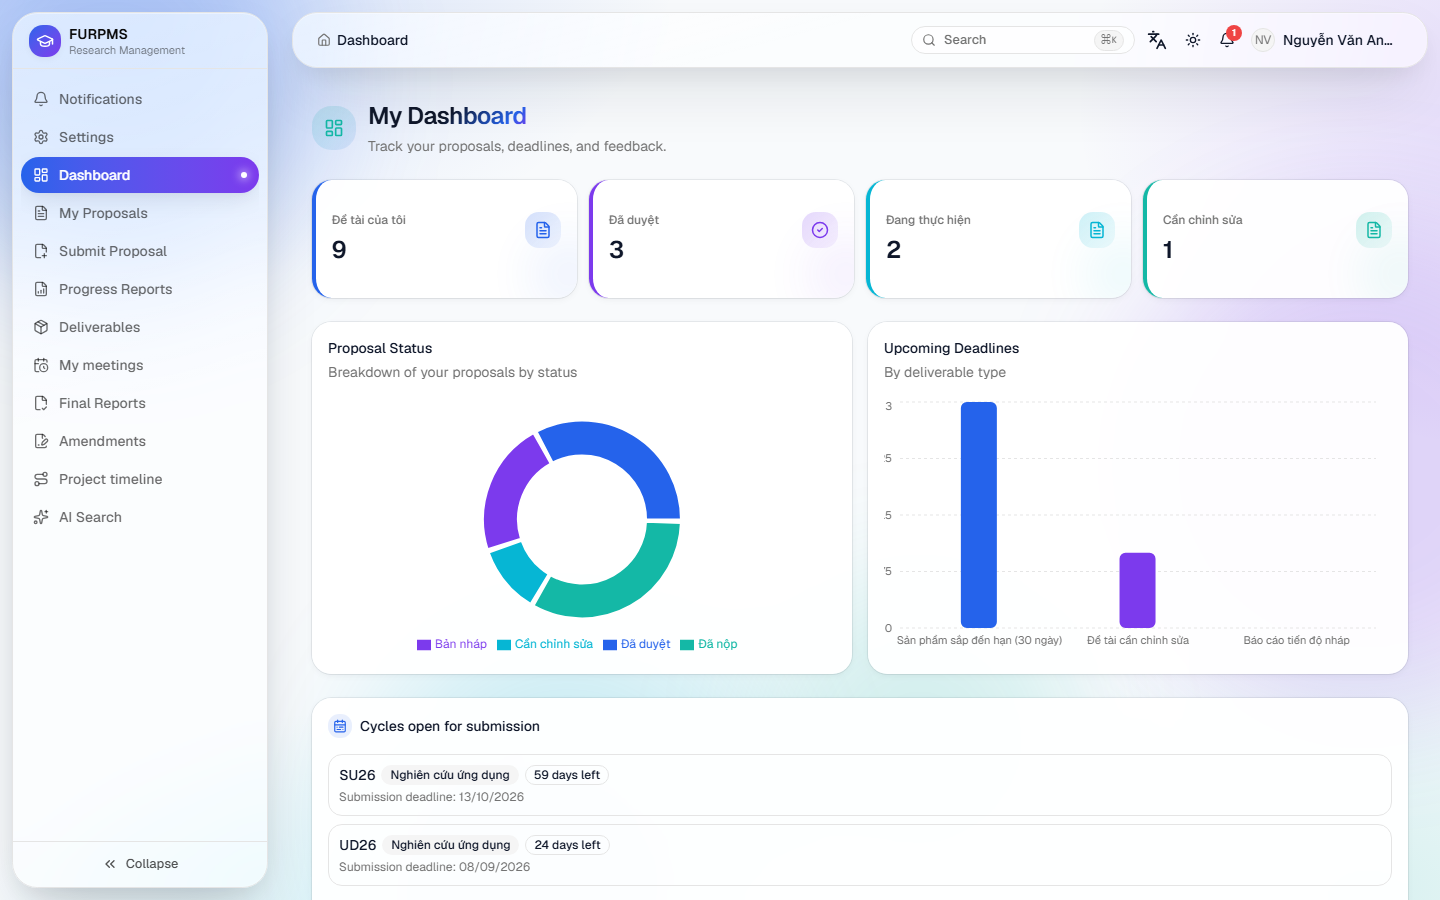 FURPMS
Research Management
Notifications
Settings
Dashboard
My Proposals
Submit Proposal
Progress Reports
Deliverables
My meetings
Final Reports
Amendments
Project timeline
AI Search
Collapse
Dashboard
Search
⌘K
1
NV
Nguyễn Văn An...
My Dashboard
Track your proposals, deadlines, and feedback.
Đề tài của tôi
9
Đã duyệt
3
Đang thực hiện
2
Cần chỉnh sửa
1
Proposal Status
Breakdown of your proposals by status
Bản nháp
Cần chỉnh sửa
Đã duyệt
Đã nộp
Upcoming Deadlines
By deliverable type
3
0
Sản phẩm sắp đến hạn (30 ngày)
Đề tài cần chỉnh sửa
Báo cáo tiến độ nháp
Cycles open for submission
SU26 Nghiên cứu ứng dụng 59 days left
Submission deadline: 13/10/2026
UD26 Nghiên cứu ứng dụng 24 days left
Submission deadline: 08/09/2026